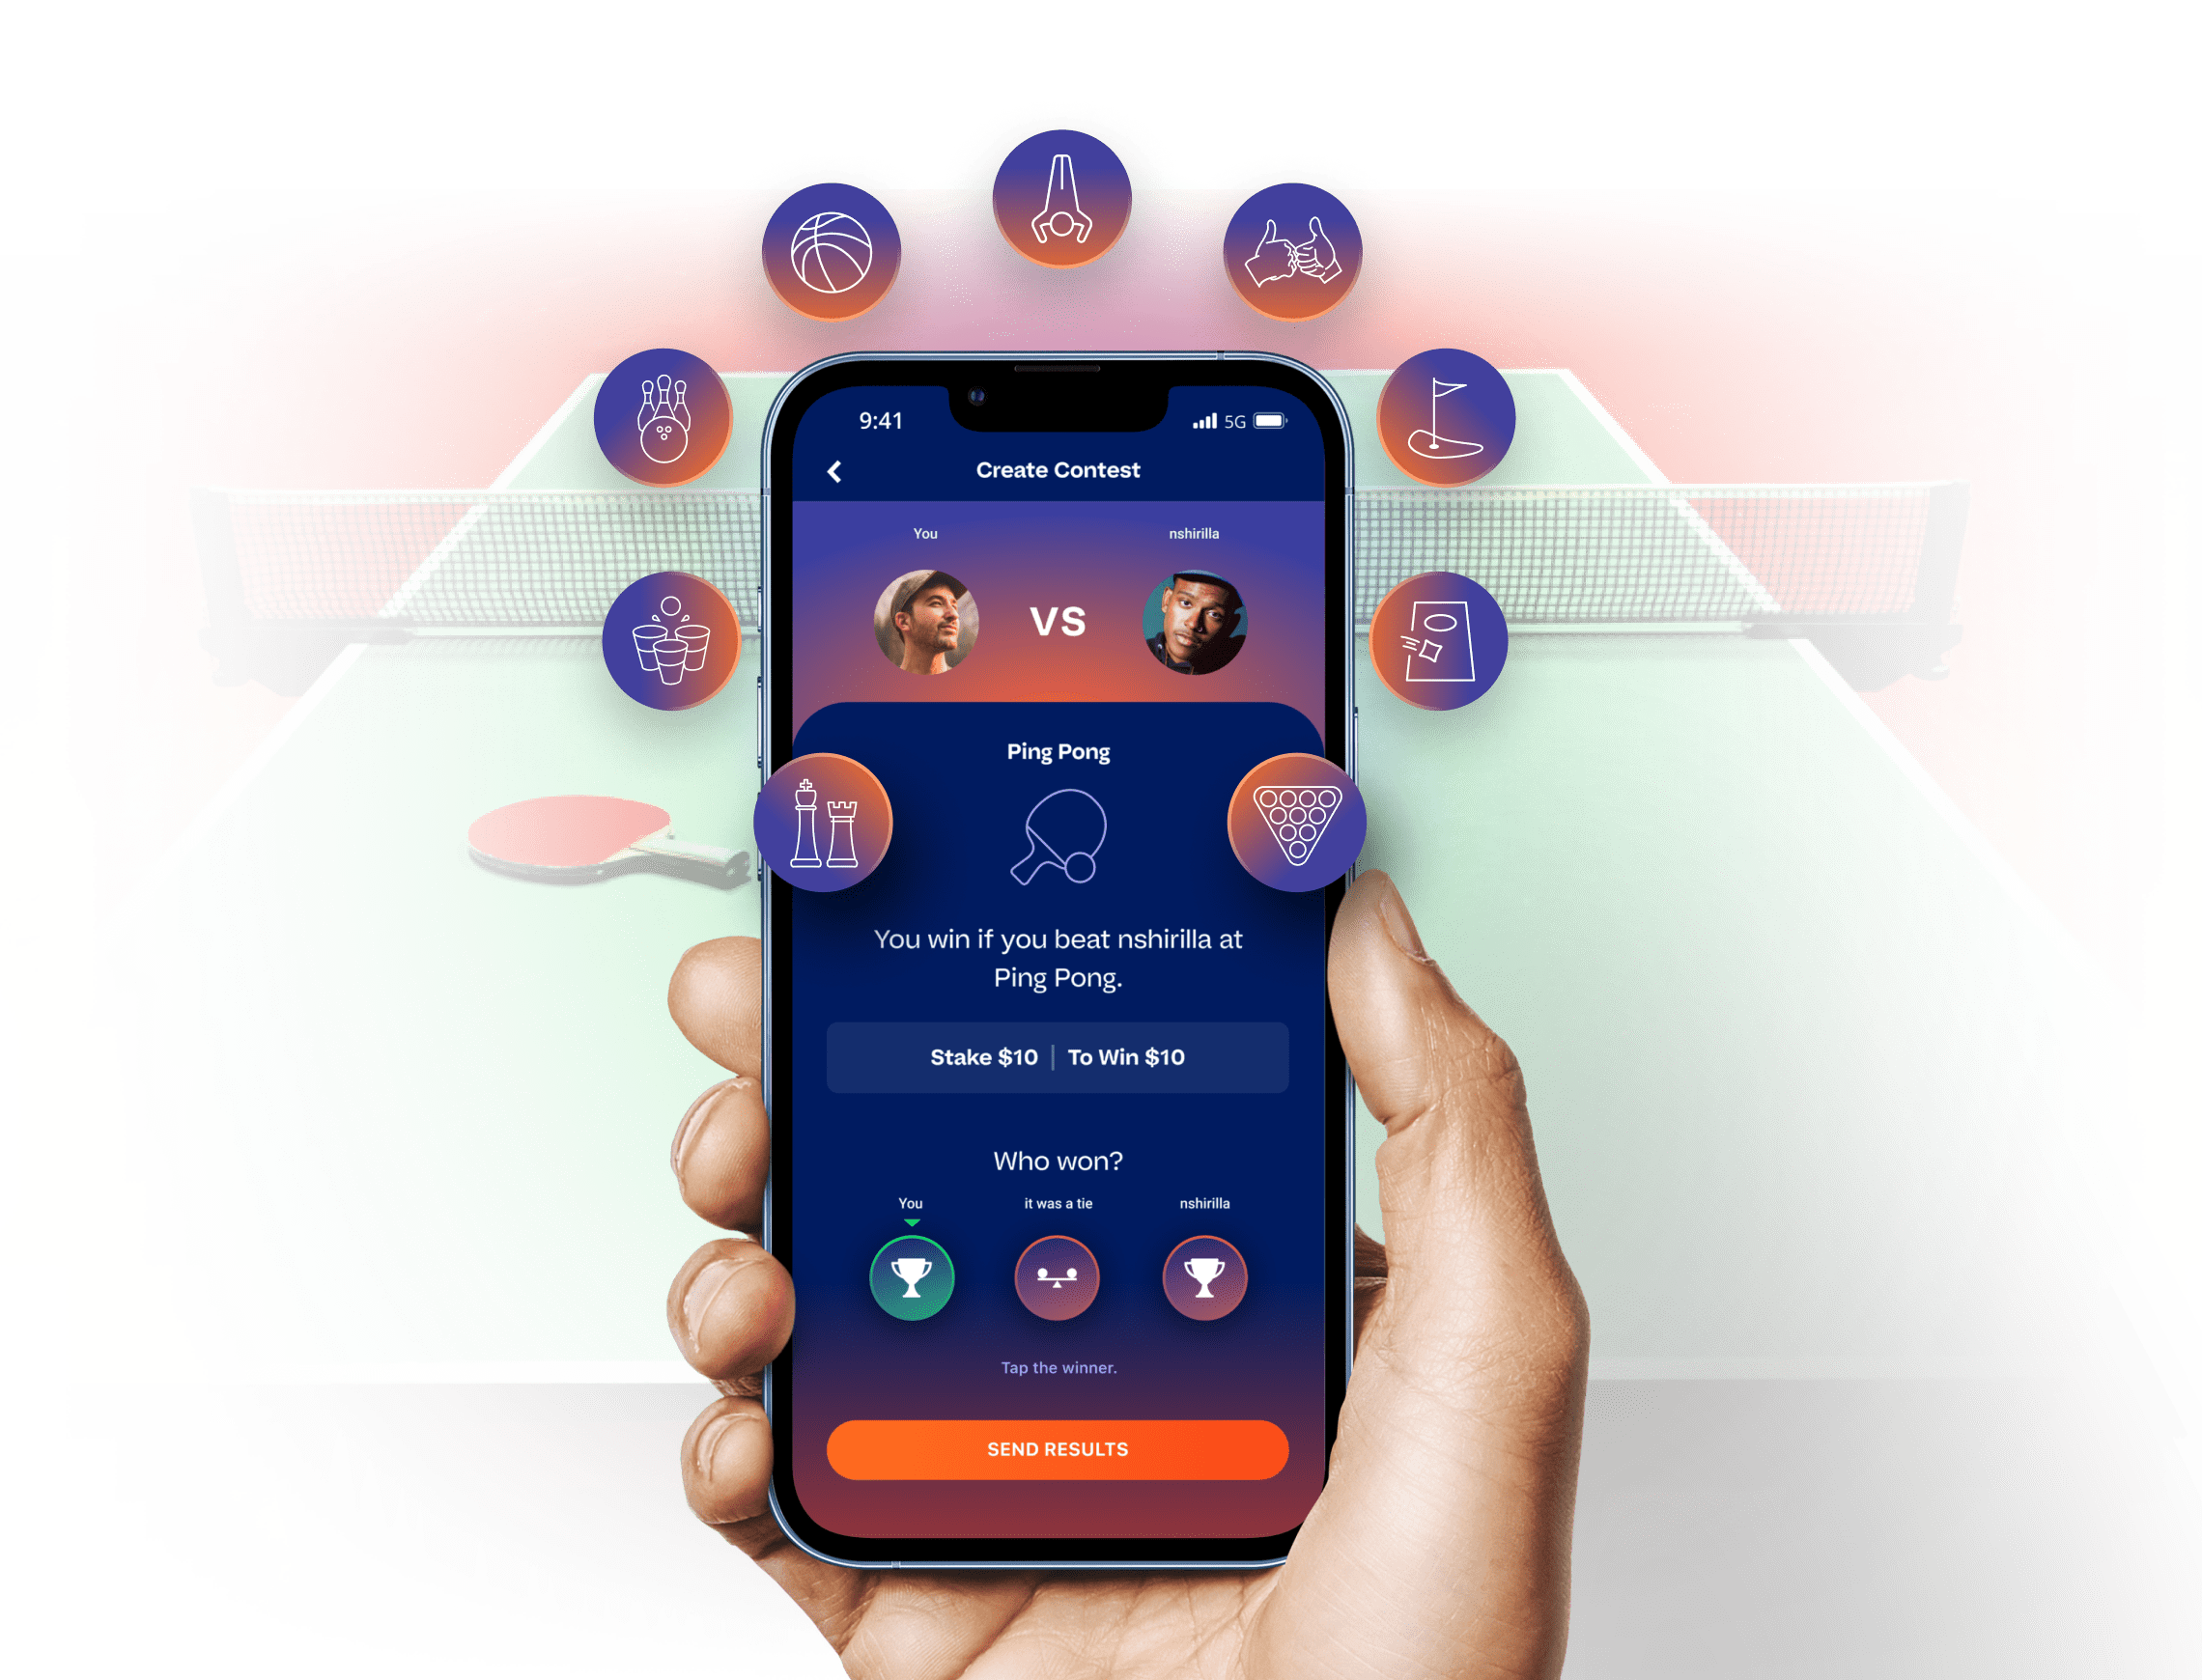 9:41
5G
Create Contest
You
nshirilla
VS
Ping Pong
You win if you beat nshirilla at
Ping Pong.
Stake $10 | To Win $10
Who won?
You
it was a tie
nshirilla
Tap the winner.
SEND RESULTS